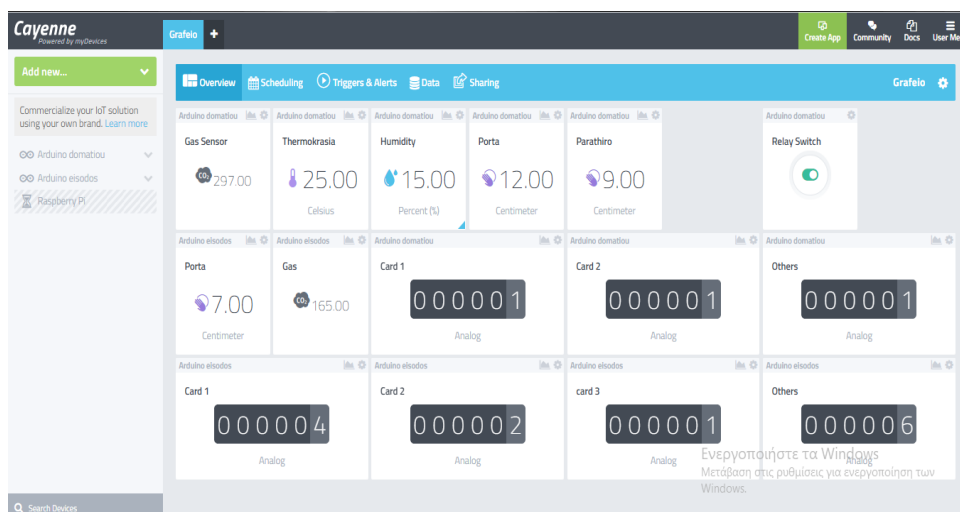 Cayenne
Powered by myDevices
Grafeio +
Create App Community Docs User Me
Add new...
Overview Scheduling Triggers & Alerts Data Sharing Grafeio
Commercialize your IoT solution
using your own brand. Learn more
Arduino domatiou
Arduino eisodos
Raspberry Pi
Arduino domatiou Arduino domatiou Arduino domatiou Arduino domatiou Arduino domatiou Arduino domatiou
Gas Sensor Thermokrasia Humidity Porta Parathiro Relay Switch
CO₂ 297.00 25.00 15.00 12.00 9.00
Celsius Percent (%) Centimeter Centimeter
Arduino eisodos Arduino eisodos Arduino domatiou Arduino domatiou Arduino domatiou
Porta Gas Card 1 Card 2 Others
7.00 CO₂ 165.00 000001 000001 000001
Centimeter Analog Analog Analog
Arduino eisodos Arduino eisodos Arduino eisodos Arduino eisodos
Card 1 Card 2 card 3 Others
000004 000002 000001 000006
Analog Analog Analog Analog
Ενεργοποιήστε τα Windows
Μετάβαση στις ρυθμίσεις για ενεργοποίηση των
Windows.
Search Devices